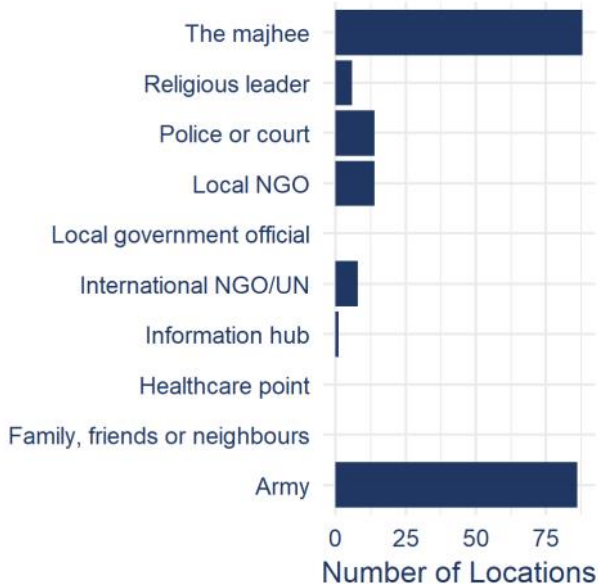 The majhee
Religious leader
Police or court
Local NGO
Local government official
International NGO/UN
Information hub
Healthcare point
Family, friends or neighbours
Army
0 25 50 75
Number of Locations